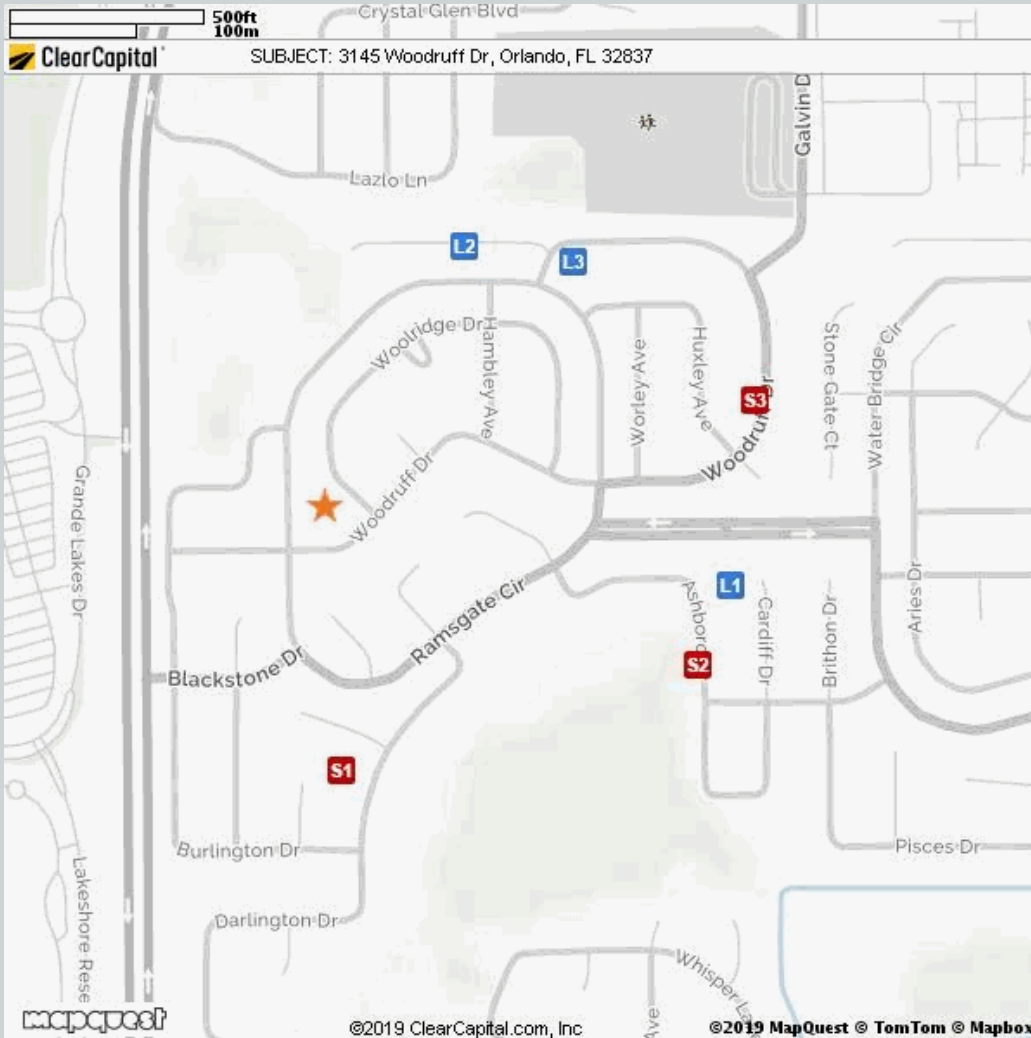 500ft
100m
Crystal Glen Blvd
ClearCapital
SUBJECT: 3145 Woodruff Dr, Orlando, FL 32837
Galvin D
Lazlo Ln
L2
L3
Woolridge Dr
Hambley Ave
Worley Ave
Huxley Ave
Stone Gate Ct
Water Bridge Cir
S3
Woodruff Dr
Woodruff Dr
Grande Lakes Dr
Ramsgate Cir
Ashboro
L1
Cardiff Dr
Brithon Dr
Aries Dr
S2
Blackstone Dr
S1
Burlington Dr
Pisces Dr
Lakeshore Rese
Darlington Dr
Whisper La
Ave
mapquest
©2019 ClearCapital.com, Inc
©2019 MapQuest © TomTom © Mapbox